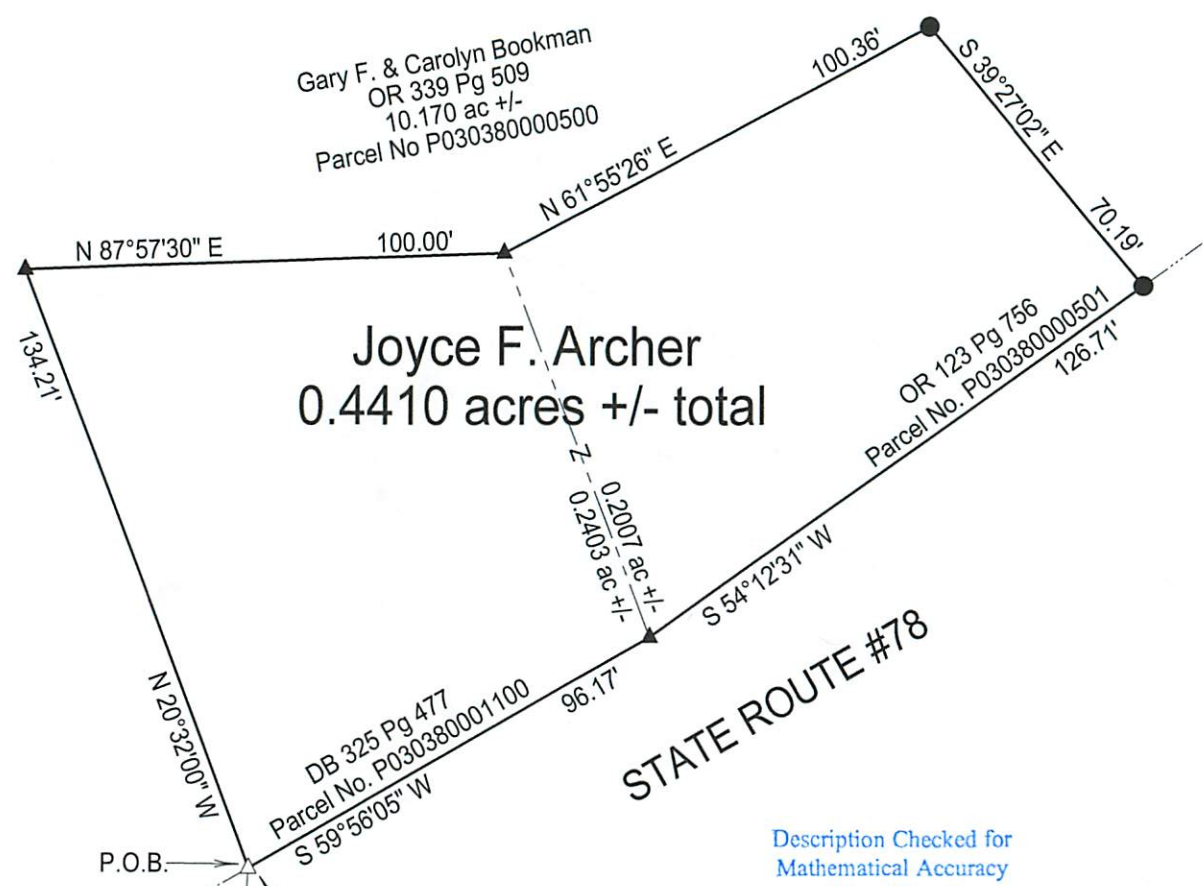 Gary F. & Carolyn Bookman
OR 339 Pg 509
10.170 ac +/-
Parcel No P030380000500
100.36'
S 39°27'02" E
N 61°55'26" E
70.19'
N 87°57'30" E
100.00'
134.21'
Joyce F. Archer
0.4410 acres +/- total
OR 123 Pg 756
Parcel No. P030380000501
126.71'
Z
0.2007 ac +/-
0.2403 ac +/-
S 54°12'31" W
STATE ROUTE #78
N 20°32'00" W
DB 325 Pg 477
Parcel No. P030380001100
96.17'
S 59°56'05" W
P.O.B.
Description Checked for
Mathematical Accuracy